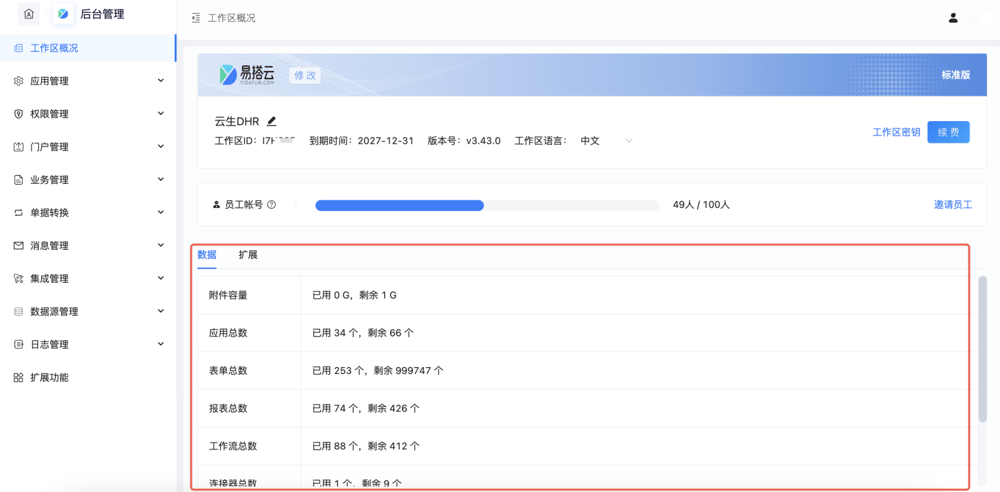 后台管理
工作区概况
工作区概况
应用管理
权限管理
门户管理
业务管理
单据转换
消息管理
集成管理
数据源管理
日志管理
扩展功能
易搭云
YIDAYUN.COM
修改
标准版
云生DHR
工作区ID： 到期时间：2027-12-31 版本号：v3.43.0 工作区语言： 中文
工作区密钥 续费
员工帐号 49人 / 100人 邀请员工
数据 扩展
附件容量 已用 0 G，剩余 1 G
应用总数 已用 34 个，剩余 66 个
表单总数 已用 253 个，剩余 999747 个
报表总数 已用 74 个，剩余 426 个
工作流总数 已用 88 个，剩余 412 个
连接器总数 已用 1 个，剩余 9 个